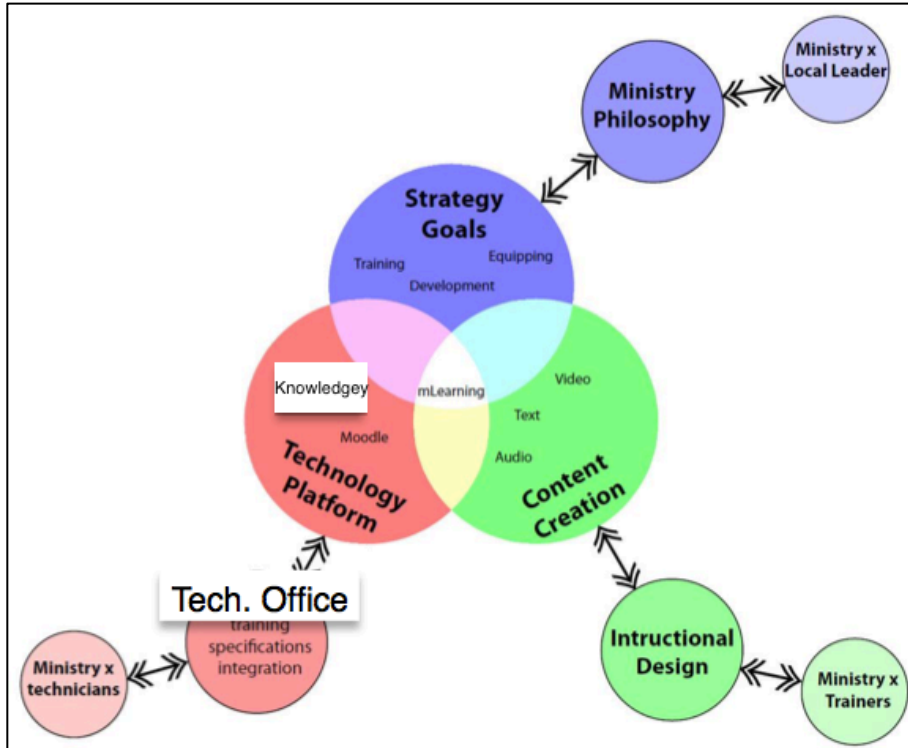 Ministry x
Local Leader
Ministry
Philosophy
Strategy
Goals
Training
Equipping
Development
Knowledgey
mLearning
Moodle
Technology
Platform
Video
Text
Audio
Content
Creation
Tech. Office
training
specifications
integration
Ministry x
technicians
Intructional
Design
Ministry x
Trainers